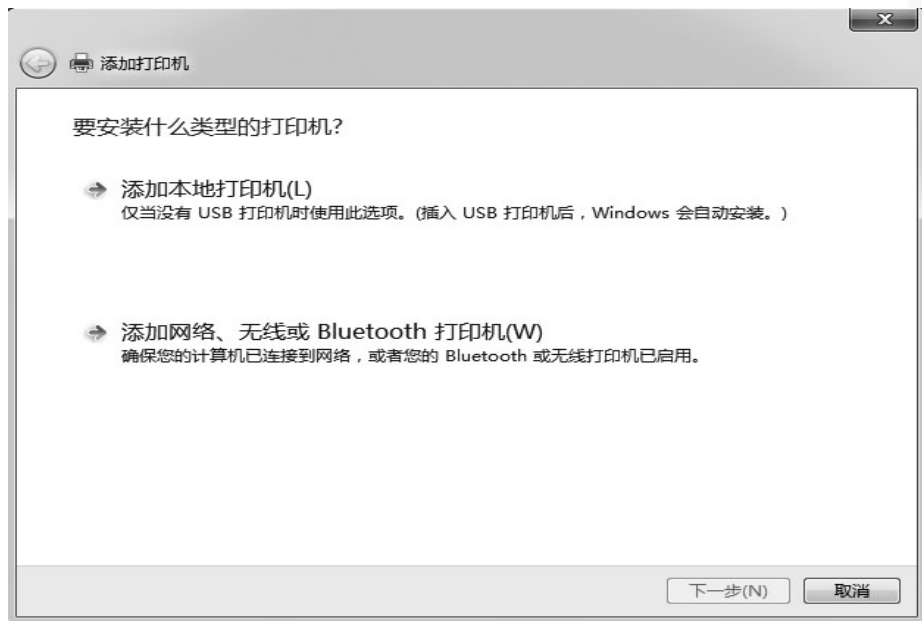 添加打印机
要安装什么类型的打印机?
添加本地打印机(L)
仅当没有 USB 打印机时使用此选项。(插入 USB 打印机后，Windows 会自动安装。)
添加网络、无线或 Bluetooth 打印机(W)
确保您的计算机已连接到网络，或者您的 Bluetooth 或无线打印机已启用。
下一步(N) 取消